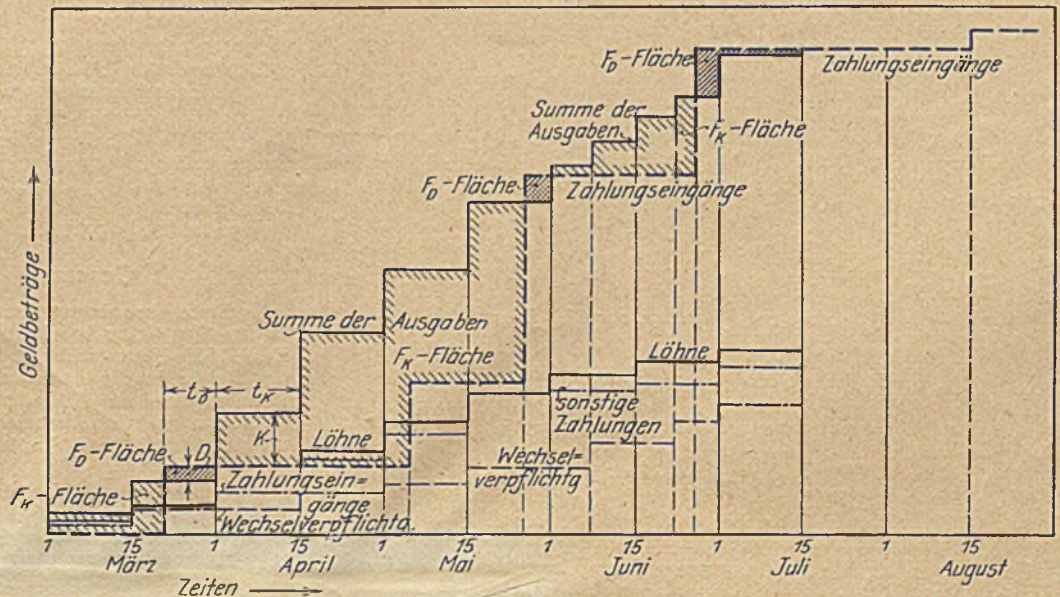 F_D-Fläche
Zahlungseingänge
Summe der
Ausgaben
F_K-Fläche
F_D-Fläche
Zahlungseingänge
Geldbeträge
Summe der Ausgaben
F_K-Fläche
Löhne
t_D
t_K
sonstige
Zahlungen
K
Löhne
F_D-Fläche
D
Wechsel=
verpflichtg
F_K-Fläche
Zahlungsein=
gänge
Wechselverpflichtg.
1 15 1 15 1 15 1 15 1 15 1 15
März April Mai Juni Juli August
Zeiten